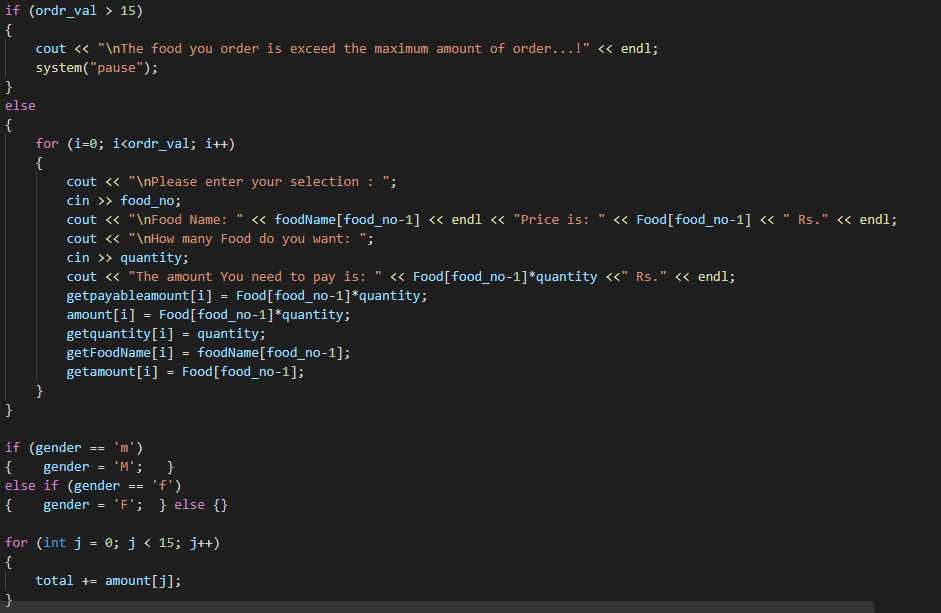 if (ordr_val > 15)
{
    cout << "\nThe food you order is exceed the maximum amount of order...!" << endl;
    system("pause");
}
else
{
    for (i=0; i<ordr_val; i++)
    {
        cout << "\nPlease enter your selection : ";
        cin >> food_no;
        cout << "\nFood Name: " << foodName[food_no-1] << endl << "Price is: " << Food[food_no-1] << " Rs." << endl;
        cout << "\nHow many Food do you want: ";
        cin >> quantity;
        cout << "The amount You need to pay is: " << Food[food_no-1]*quantity <<" Rs." << endl;
        getpayableamount[i] = Food[food_no-1]*quantity;
        amount[i] = Food[food_no-1]*quantity;
        getquantity[i] = quantity;
        getFoodName[i] = foodName[food_no-1];
        getamount[i] = Food[food_no-1];
    }
}

if (gender == 'm')
{    gender = 'M';   }
else if (gender == 'f')
{    gender = 'F';  } else {}

for (int j = 0; j < 15; j++)
{
    total += amount[j];
}